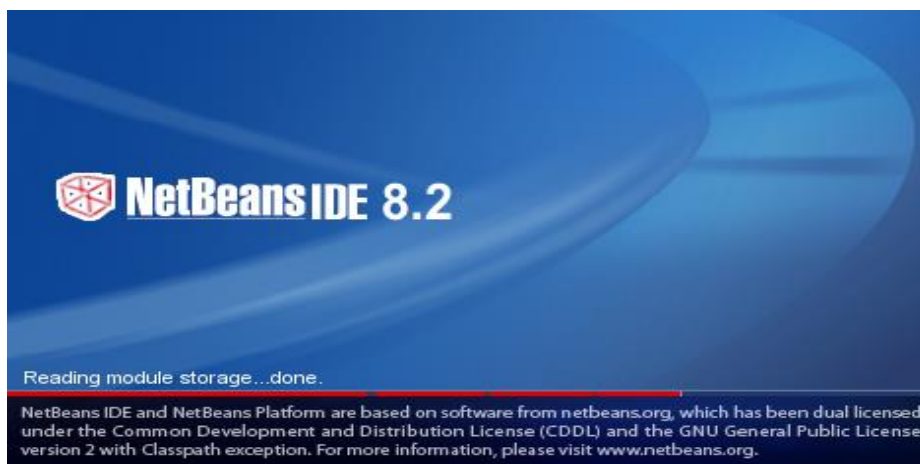 NetBeans IDE 8.2
Reading module storage...done.
NetBeans IDE and NetBeans Platform are based on software from netbeans.org, which has been dual licensed
under the Common Development and Distribution License (CDDL) and the GNU General Public License
version 2 with Classpath exception. For more information, please visit www.netbeans.org.